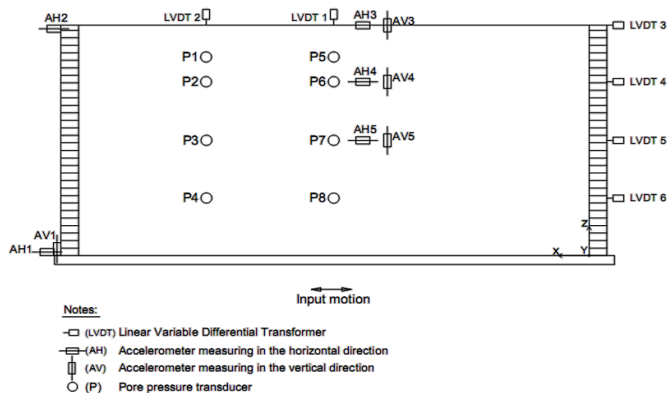 LVDT 2
LVDT 1
AH3
AH2
AV3
LVDT 3
P1
P5
AH4
P2
P6
AV4
LVDT 4
AH5
P3
P7
AV5
LVDT 5
P4
P8
LVDT 6
AV1
Z
AH1
X
Y
Input motion
Notes:
(LVDT) Linear Variable Differential Transformer
(AH) Accelerometer measuring in the horizontal direction
(AV) Accelerometer measuring in the vertical direction
(P) Pore pressure transducer